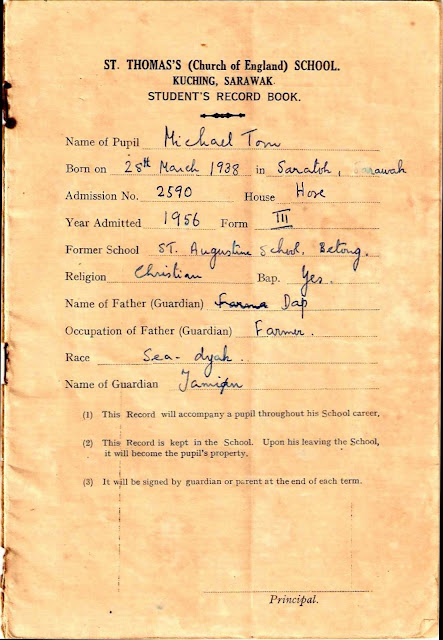 ST. THOMAS'S (Church of England) SCHOOL.
KUCHING, SARAWAK.
STUDENT'S RECORD BOOK.
Name of Pupil Michael Tom
Born on 28th March 1938 in Saratok, Sarawak
Admission No. 2590 House Hose
Year Admitted 1956 Form III
Former School ST. Augustine School, Betong.
Religion Christian Bap. Yes.
Name of Father (Guardian) Farma Dap
Occupation of Father (Guardian) Farmer.
Race Sea-dyak.
Name of Guardian
(1) This Record will accompany a pupil throughout his School career,
(2) This Record is kept in the School. Upon his leaving the School,
it will become the pupil's property.
(3) It will be signed by guardian or parent at the end of each term.
Principal.